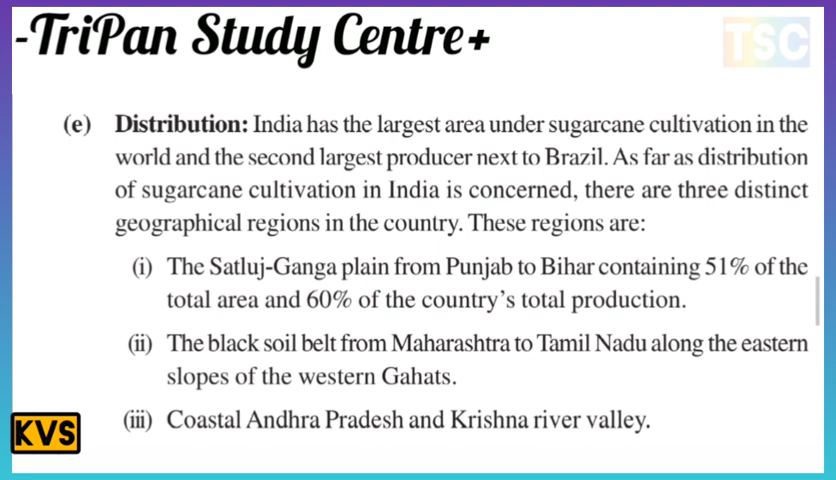 -TriPan Study Centre+
TSC
(e) Distribution: India has the largest area under sugarcane cultivation in the
world and the second largest producer next to Brazil. As far as distribution
of sugarcane cultivation in India is concerned, there are three distinct
geographical regions in the country. These regions are:
(i) The Satluj-Ganga plain from Punjab to Bihar containing 51% of the
total area and 60% of the country's total production.
(ii) The black soil belt from Maharashtra to Tamil Nadu along the eastern
slopes of the western Gahats.
(iii) Coastal Andhra Pradesh and Krishna river valley.
KVS